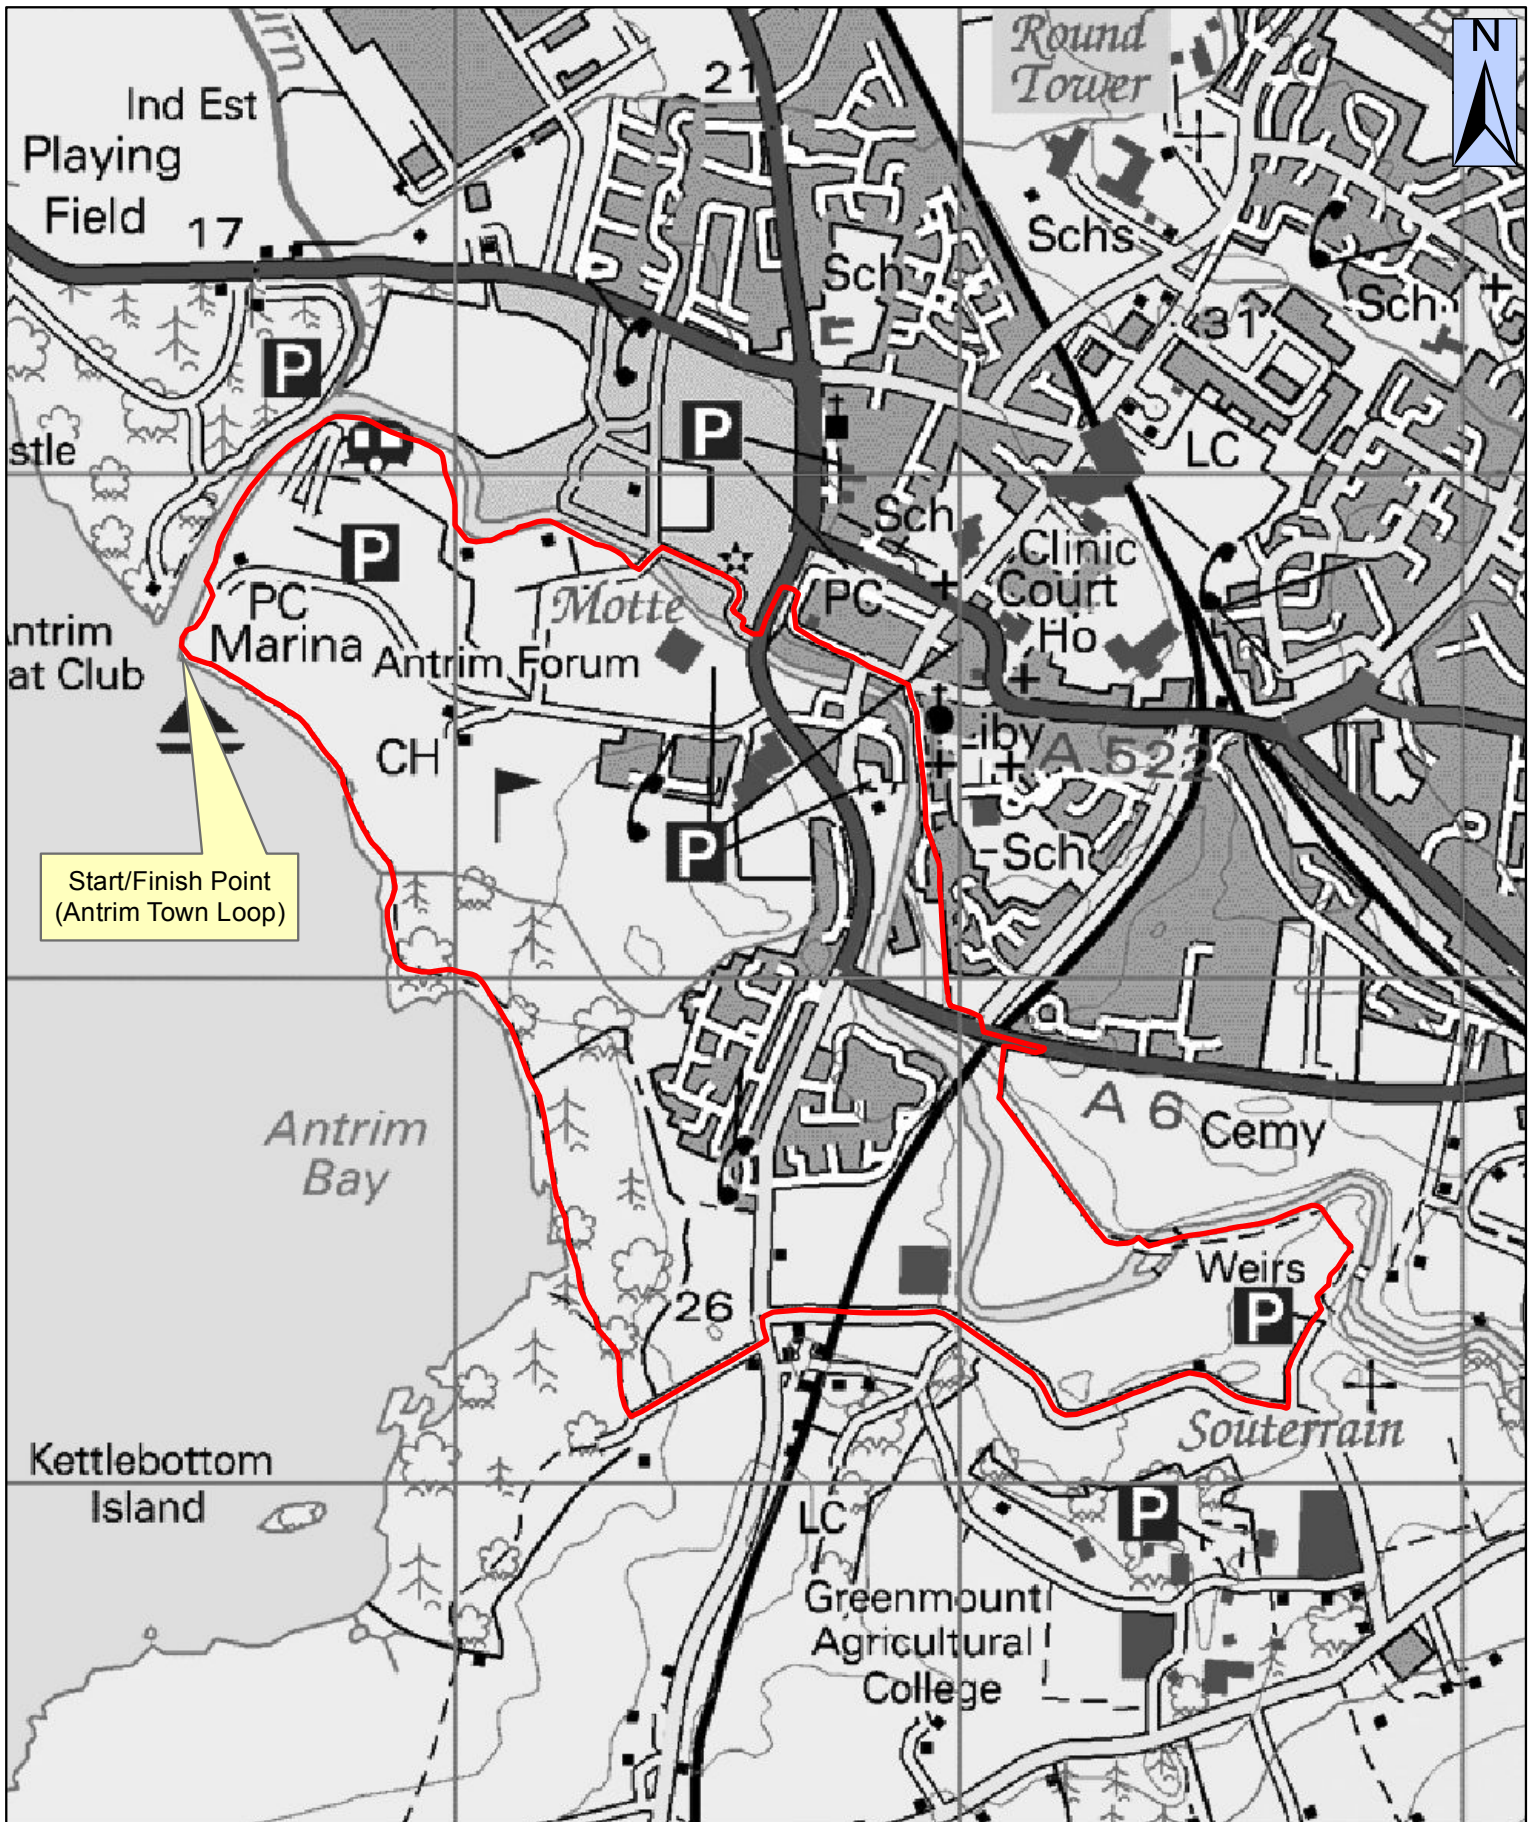 Round
Tower
N
21
Ind Est
Playing
Field
17
Schs
Sch
Sch
31
P
P
LC
stle
Sch
Clinic
Court
Ho
P
PC
Marina
Motte
PC
ntrim
at Club
Antrim Forum
CH
iby
A 522
P
Sch
Start/Finish Point
(Antrim Town Loop)
Antrim
Bay
A 6
Cemy
Weirs
P
26
Souterrain
Kettlebottom
Island
LC
P
Greenmount
Agricultural
College